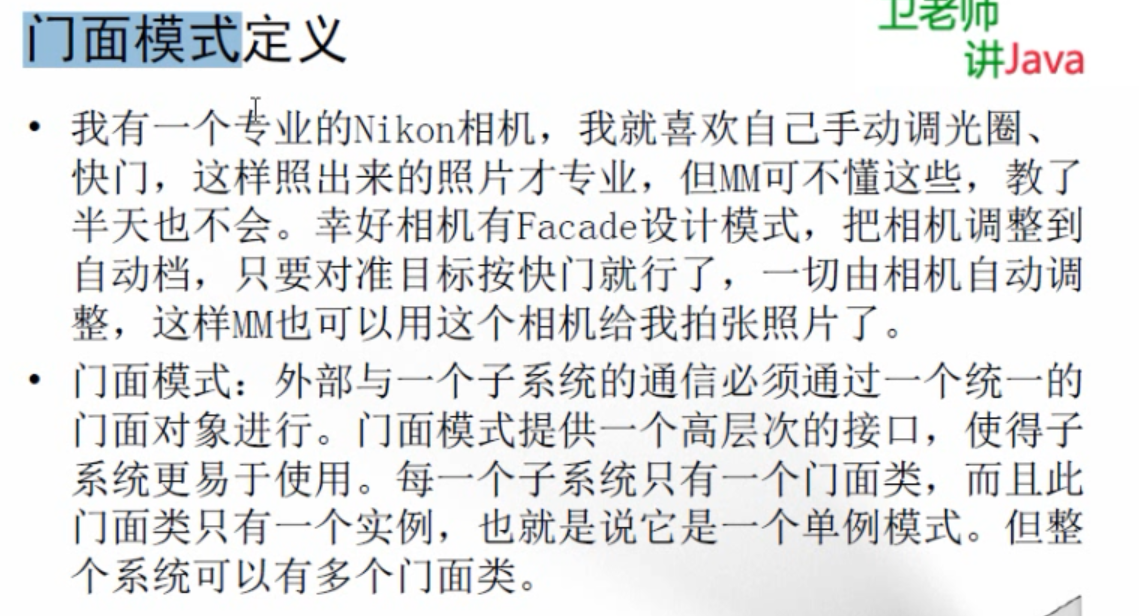 门面模式定义
卫老师
讲Java
• 我有一个专业的Nikon相机，我就喜欢自己手动调光圈、
快门，这样照出来的照片才专业，但MM可不懂这些，教了
半天也不会。幸好相机有Facade设计模式，把相机调整到
自动档，只要对准目标按快门就行了，一切由相机自动调
整，这样MM也可以用这个相机给我拍张照片了。
• 门面模式：外部与一个子系统的通信必须通过一个统一的
门面对象进行。门面模式提供一个高层次的接口，使得子
系统更易于使用。每一个子系统只有一个门面类，而且此
门面类只有一个实例，也就是说它是一个单例模式。但整
个系统可以有多个门面类。